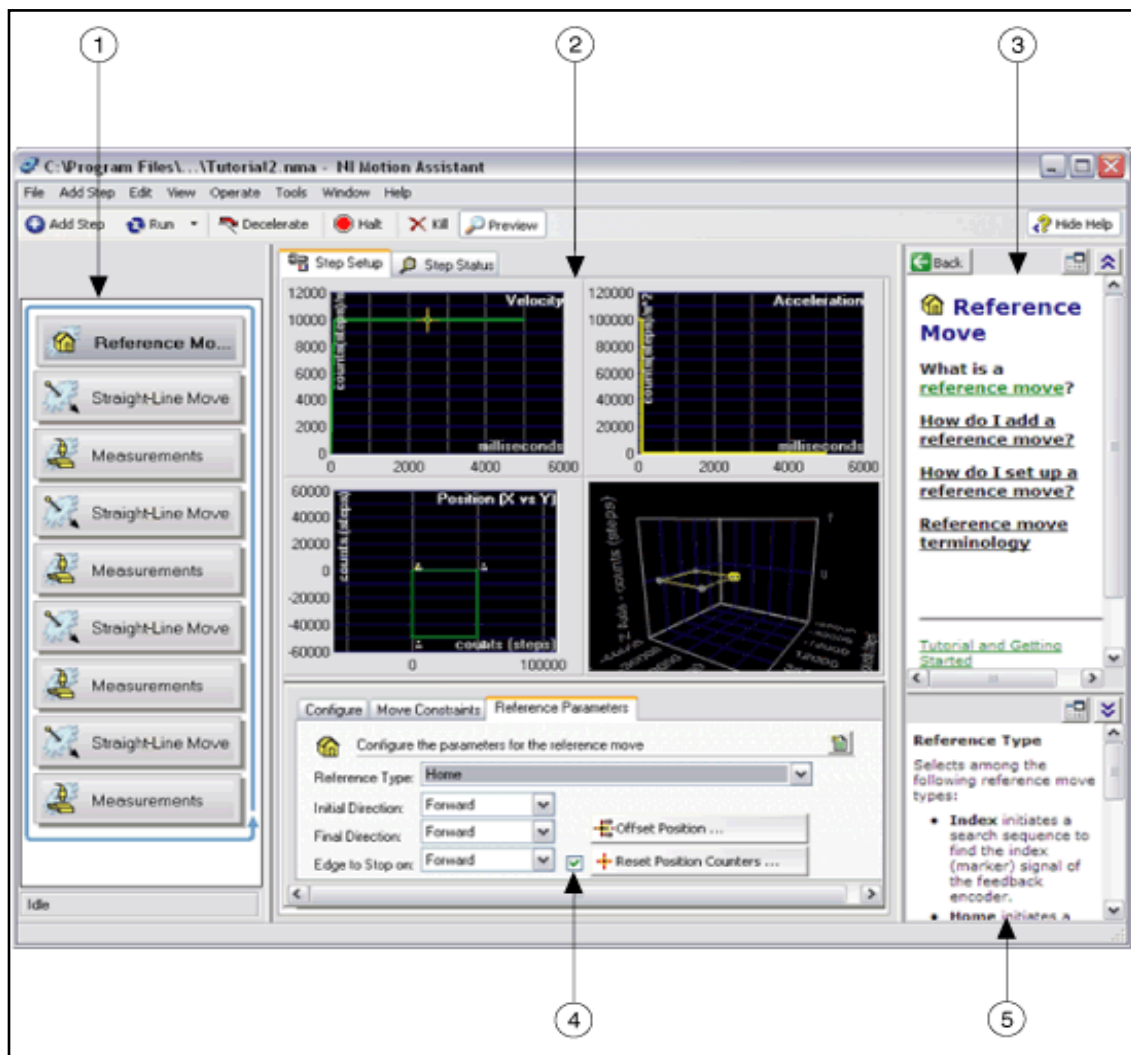 1
2
3
C:\Program Files\...\Tutorial2.nma - NI Motion Assistant
File Add Step Edit View Operate Tools Window Help
Add Step Run Decelerate Halt Kill Preview Hide Help
Step Setup Step Status
Back
Reference Mo...
Straight-Line Move
Measurements
Straight-Line Move
Measurements
Straight-Line Move
Measurements
Straight-Line Move
Measurements
Idle
Velocity
12000
10000
8000
6000
4000
2000
0
milliseconds
0 2000 4000 6000
Acceleration
120000
100000
80000
60000
40000
20000
0
milliseconds
0 2000 4000 6000
Position (X vs Y)
counts (steps)
60000
40000
20000
0
-20000
-40000
-60000
counts (steps)
0 100000
Z Axis - counts (steps)
Configure Move Constraints Reference Parameters
Configure the parameters for the reference move
Reference Type: Home
Initial Direction: Forward
Final Direction: Forward
Edge to Stop on: Forward
Offset Position ...
Reset Position Counters ...
Reference
Move
What is a
reference move?
How do I add a
reference move?
How do I set up a
reference move?
Reference move
terminology
Tutorial and Getting
Started
Reference Type
Selects among the
following reference move
types:
• Index initiates a
search sequence to
find the index
(marker) signal of
the feedback
encoder.
• Home initiates a
4
5